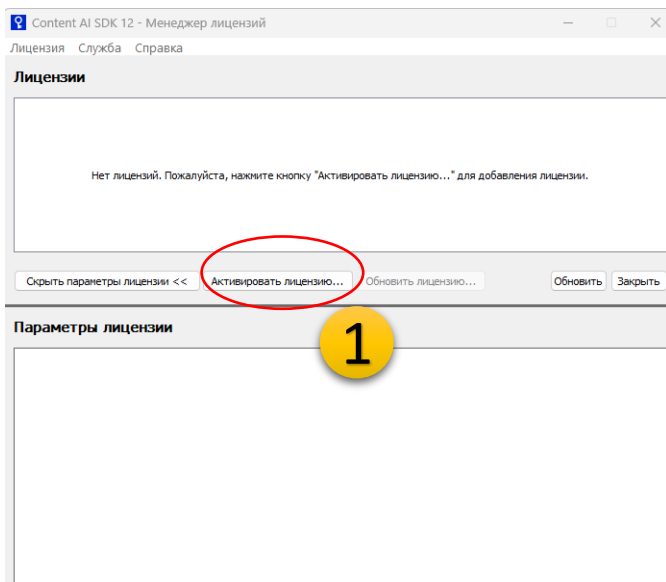 Content AI SDK 12 - Менеджер лицензий
Лицензия Служба Справка
Лицензии
Нет лицензий. Пожалуйста, нажмите кнопку "Активировать лицензию..." для добавления лицензии.
Скрыть параметры лицензии << Активировать лицензию... Обновить лицензию... Обновить Закрыть
Параметры лицензии
1